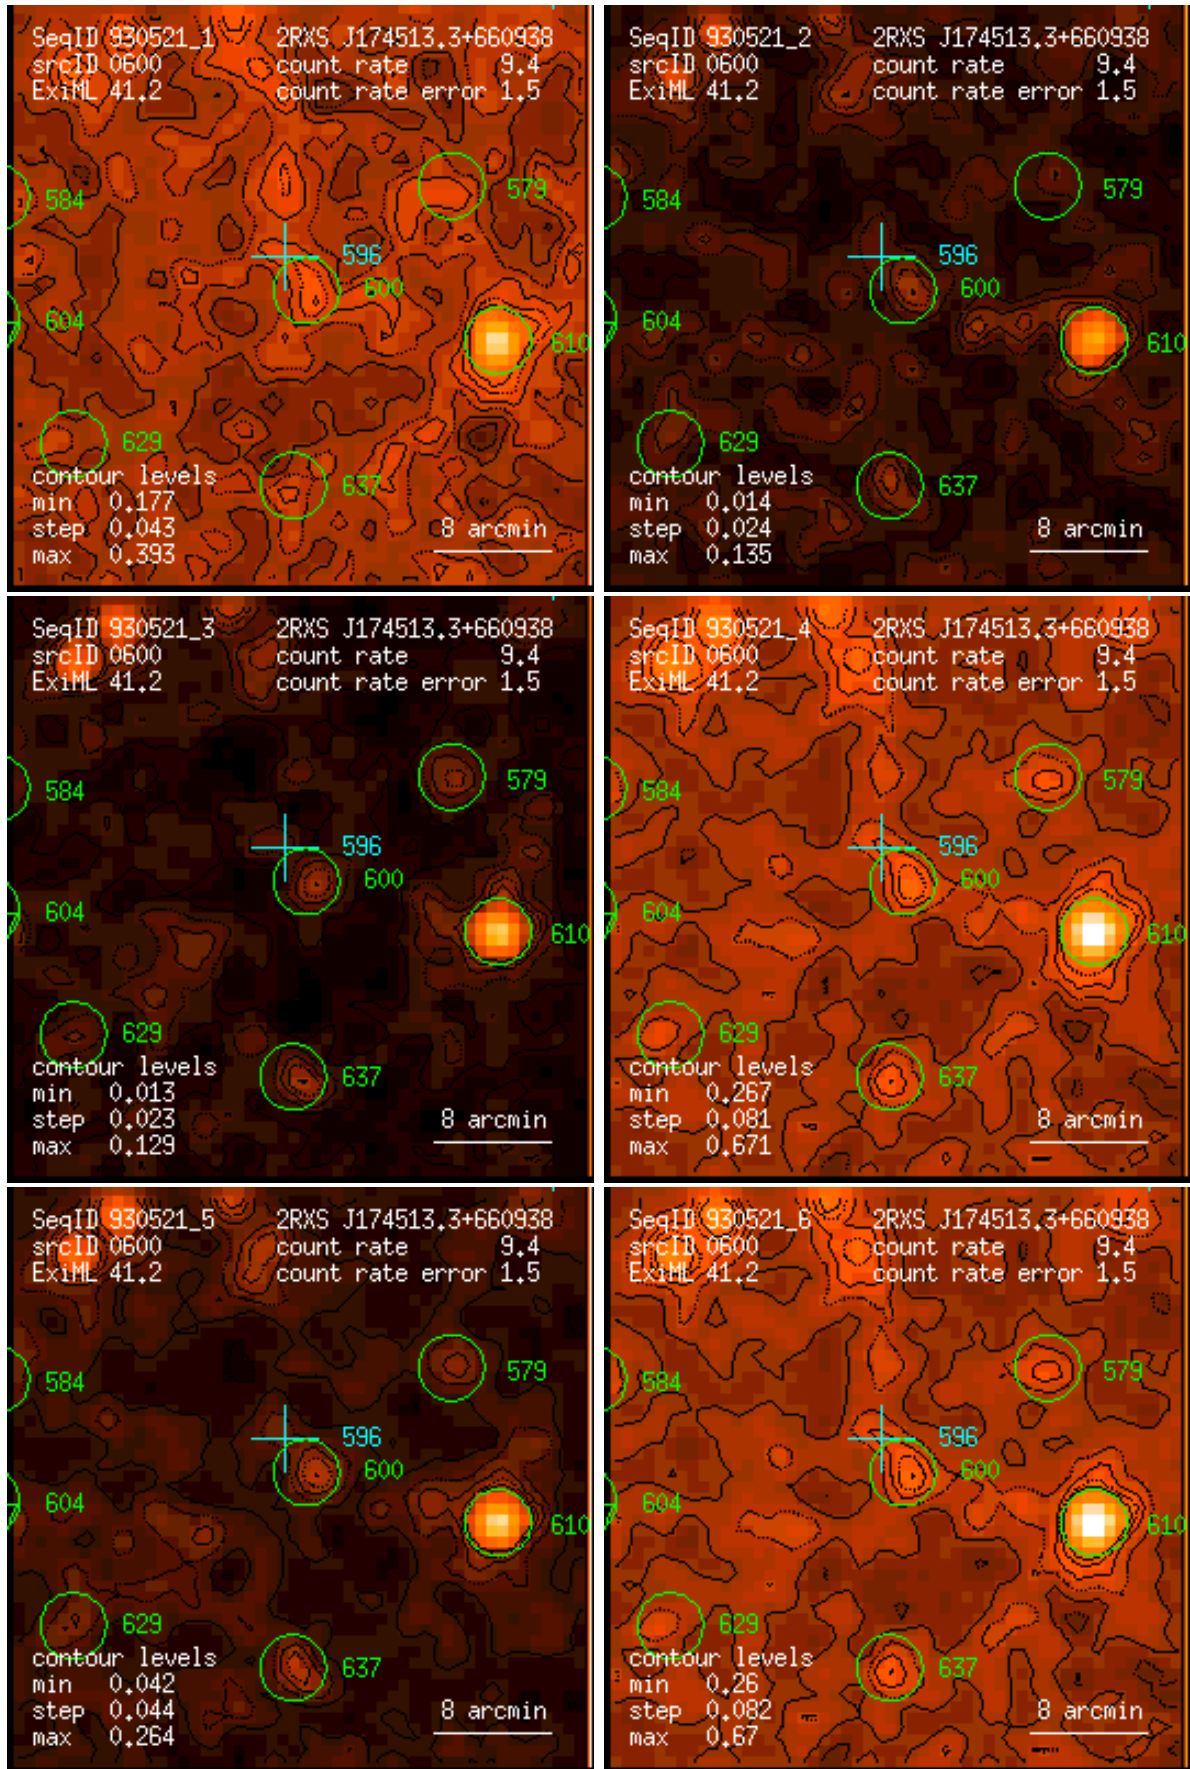 SeqID 930521_1 2RXS J174513.3+660938
srcID 0600 count rate 9.4
ExiML 41.2 count rate error 1.5
579
584
596
600
604
610
629
637
contour levels
min 0.177
step 0.043
max 0.393
8 arcmin
SeqID 930521_2 2RXS J174513.3+660938
srcID 0600 count rate 9.4
ExiML 41.2 count rate error 1.5
579
584
596
600
604
610
629
637
contour levels
min 0.014
step 0.024
max 0.135
8 arcmin
SeqID 930521_3 2RXS J174513.3+660938
srcID 0600 count rate 9.4
ExiML 41.2 count rate error 1.5
579
584
596
600
604
610
629
637
contour levels
min 0.013
step 0.023
max 0.129
8 arcmin
SeqID 930521_4 2RXS J174513.3+660938
srcID 0600 count rate 9.4
ExiML 41.2 count rate error 1.5
579
584
596
600
604
610
629
637
contour levels
min 0.267
step 0.081
max 0.671
8 arcmin
SeqID 930521_5 2RXS J174513.3+660938
srcID 0600 count rate 9.4
ExiML 41.2 count rate error 1.5
579
584
596
600
604
610
629
637
contour levels
min 0.042
step 0.044
max 0.264
8 arcmin
SeqID 930521_6 2RXS J174513.3+660938
srcID 0600 count rate 9.4
ExiML 41.2 count rate error 1.5
579
584
596
600
604
610
629
637
contour levels
min 0.26
step 0.082
max 0.67
8 arcmin